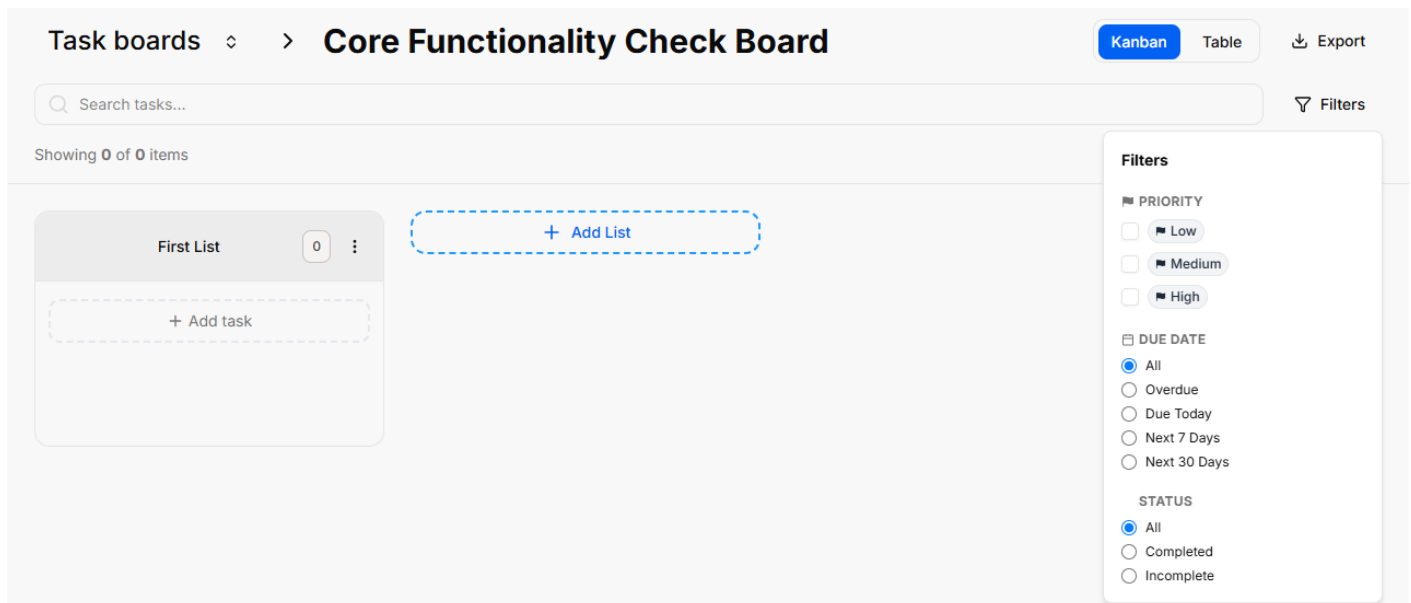 Task boards > Core Functionality Check Board
Kanban Table Export
Search tasks...
Filters
Showing 0 of 0 items
First List 0
+ Add task
+ Add List
Filters
PRIORITY
Low
Medium
High
DUE DATE
All
Overdue
Due Today
Next 7 Days
Next 30 Days
STATUS
All
Completed
Incomplete